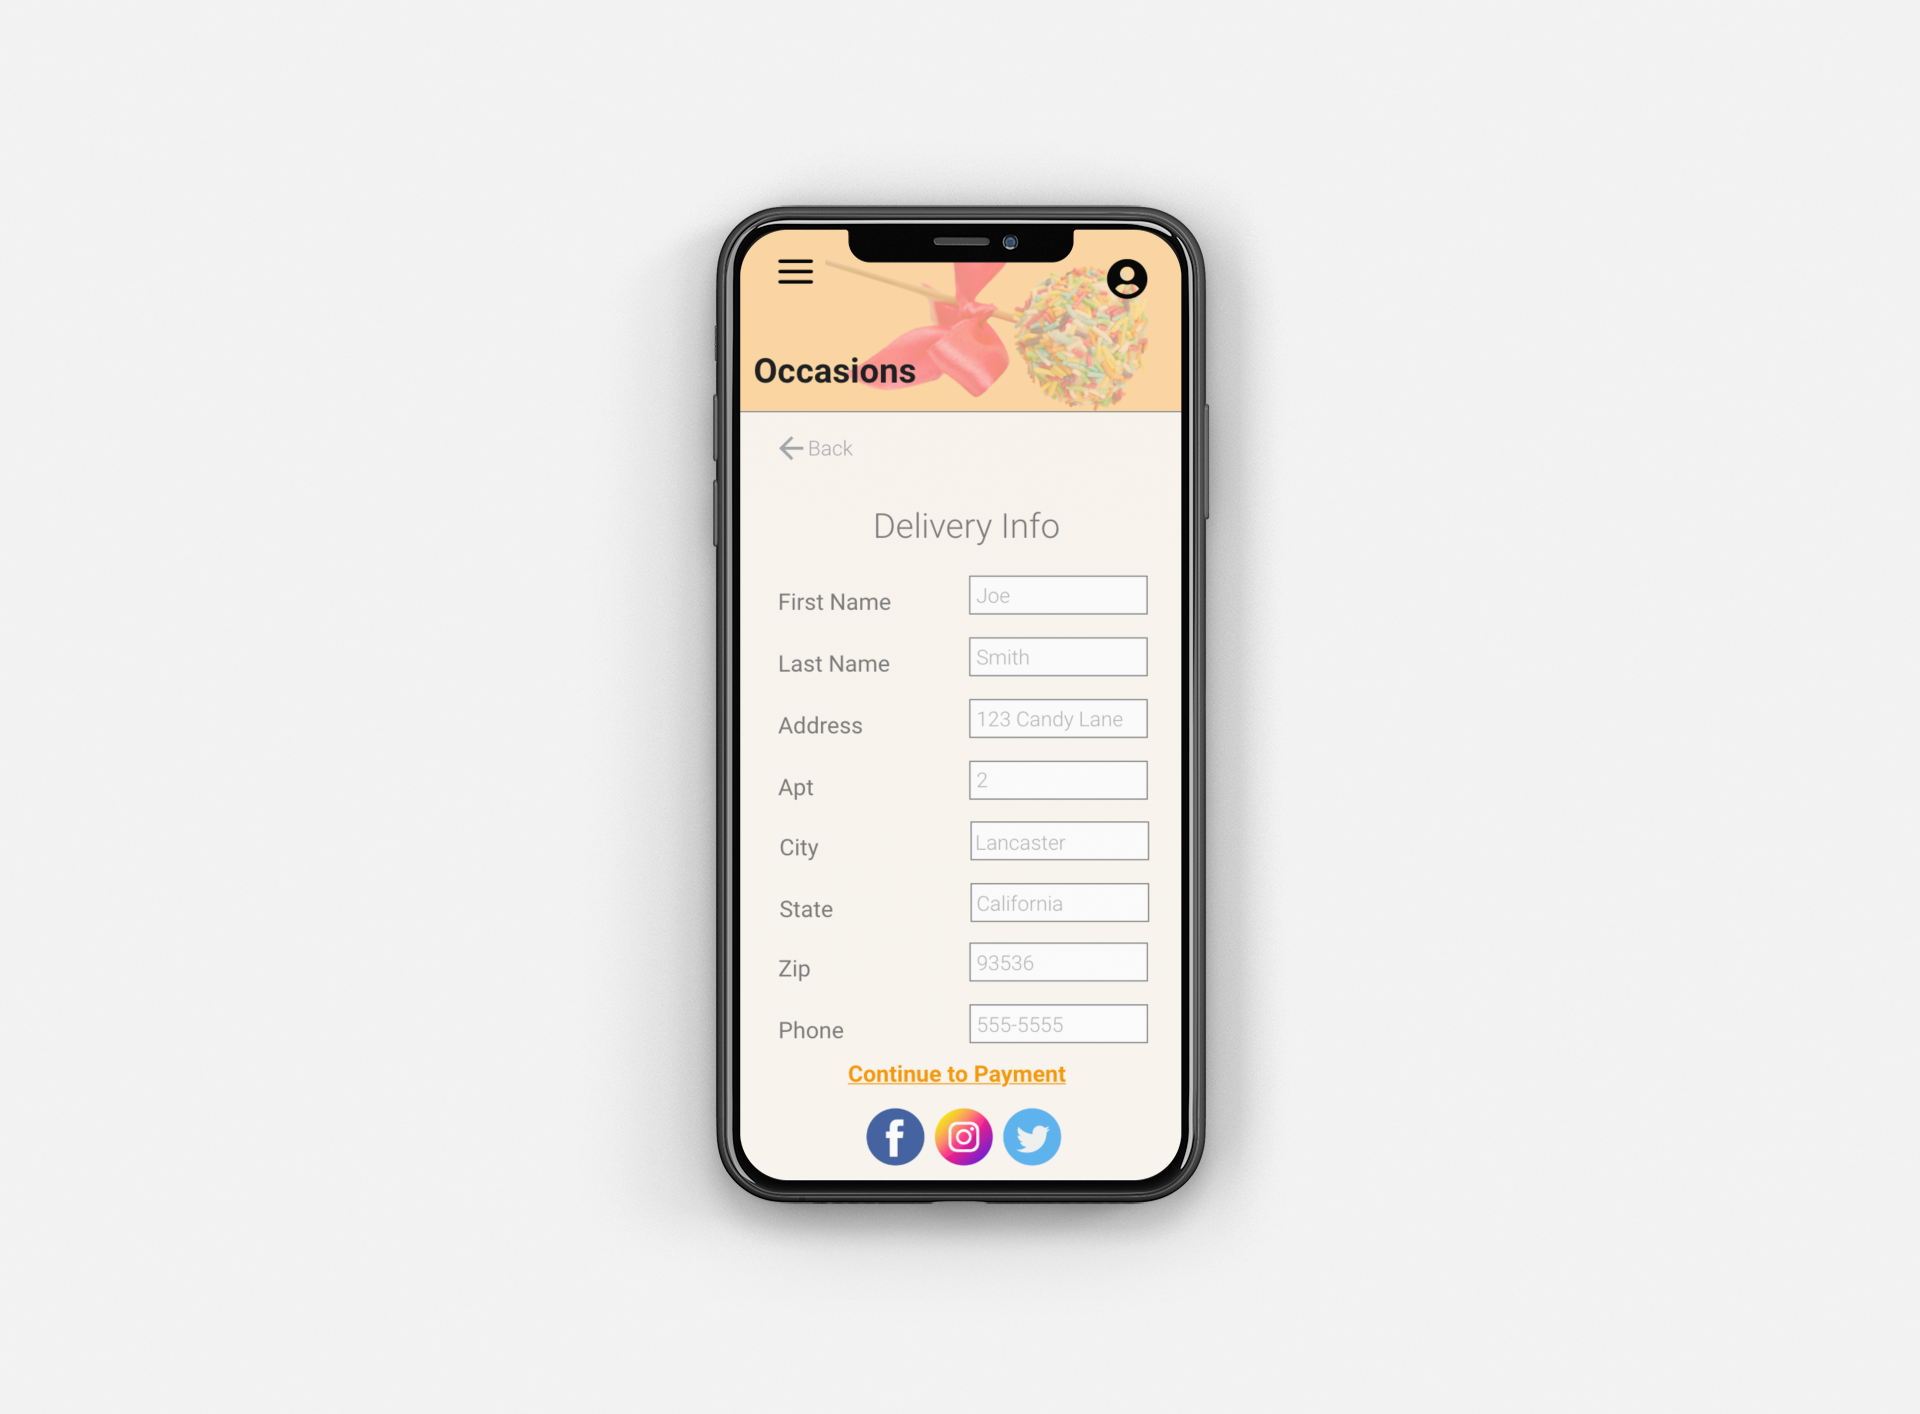 Occasions
Back
Delivery Info
First Name
Joe
Last Name
Smith
Address
123 Candy Lane
Apt
2
City
Lancaster
State
California
Zip
93536
Phone
555-5555
Continue to Payment